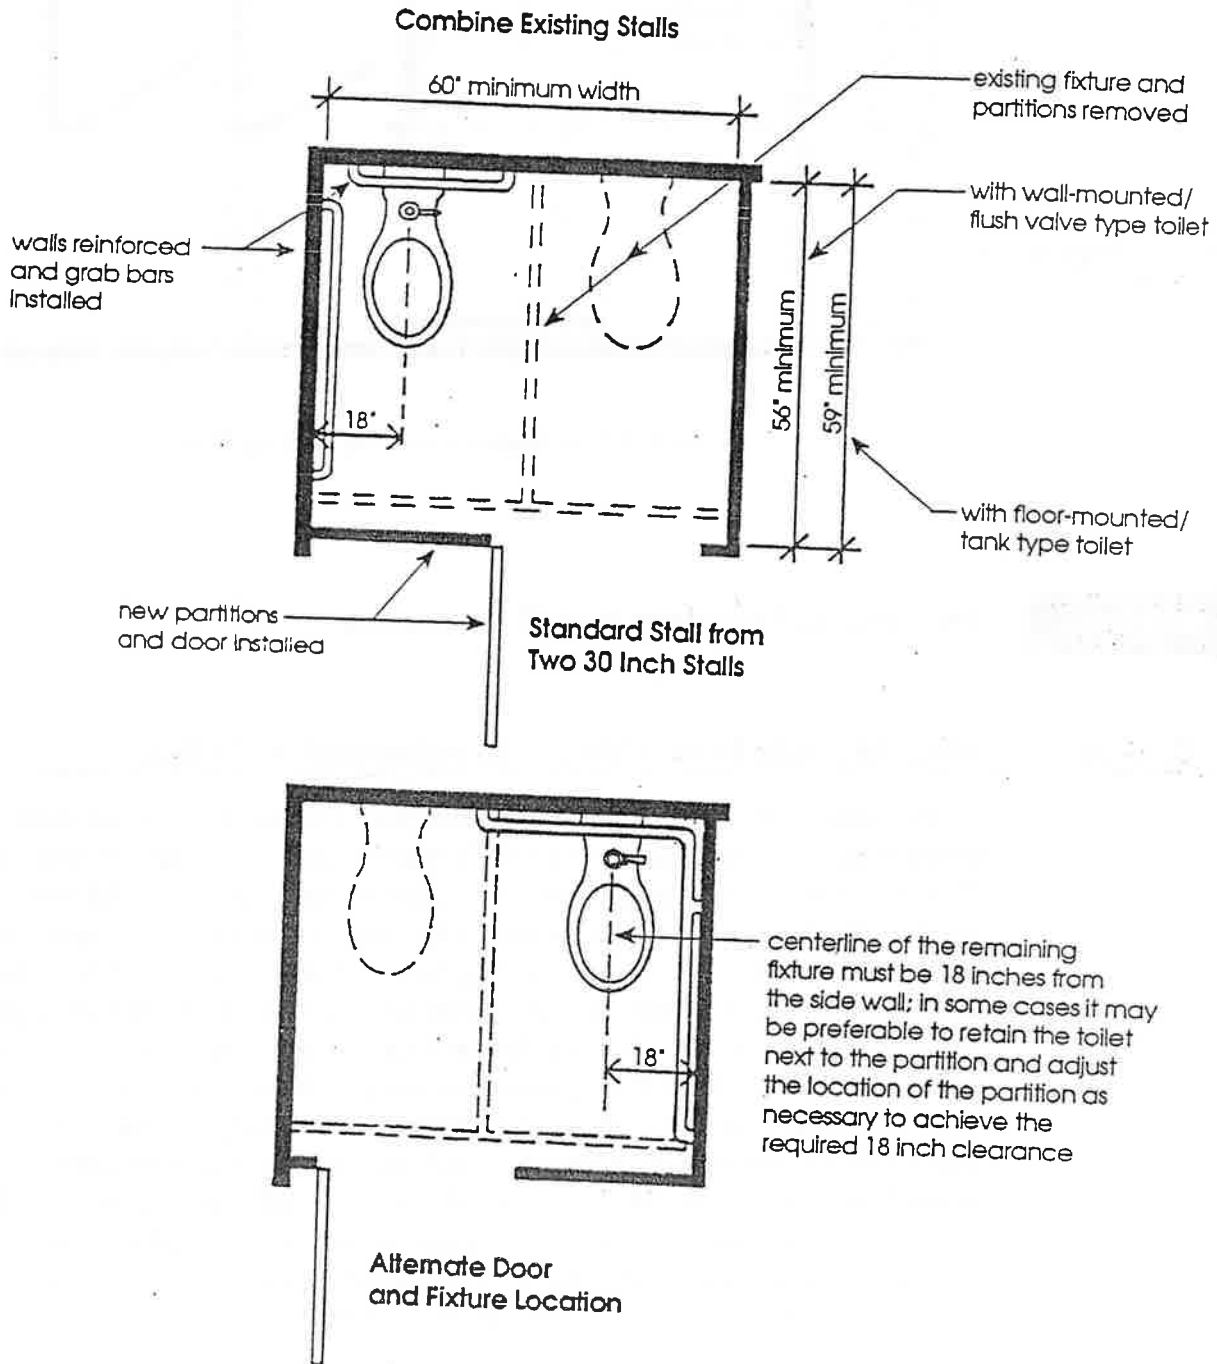 Combine Existing Stalls
60" minimum width
existing fixture and
partitions removed
with wall-mounted/
flush valve type toilet
walls reinforced
and grab bars
installed
18"
56" minimum
59" minimum
with floor-mounted/
tank type toilet
new partitions
and door installed
Standard Stall from
Two 30 Inch Stalls
centerline of the remaining
fixture must be 18 inches from
the side wall; in some cases it may
be preferable to retain the toilet
next to the partition and adjust
the location of the partition as
necessary to achieve the
required 18 inch clearance
18"
Alternate Door
and Fixture Location